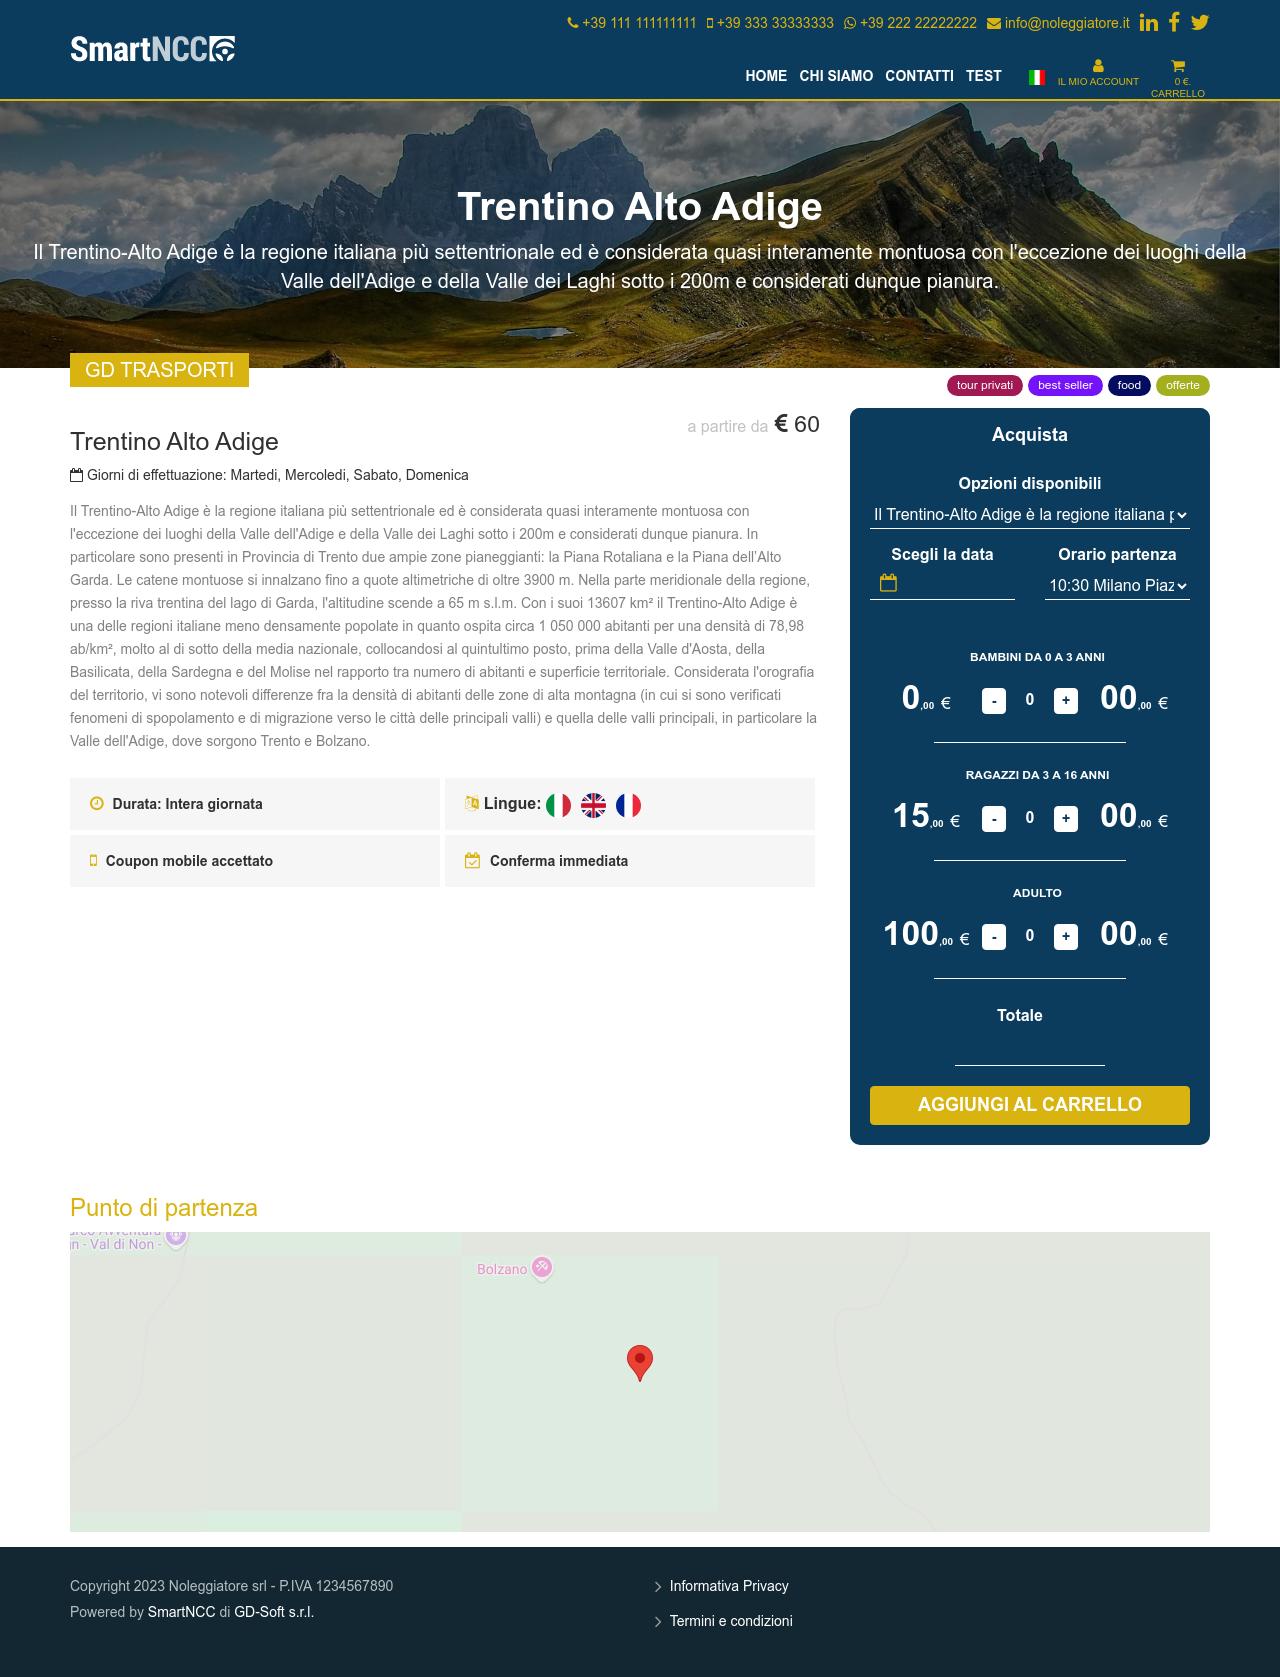 +39 111 111111111 +39 333 33333333 +39 222 22222222 info@noleggiatore.it
SmartNCC
HOME CHI SIAMO CONTATTI TEST
IL MIO ACCOUNT
0 €.
CARRELLO
Trentino Alto Adige
Il Trentino-Alto Adige è la regione italiana più settentrionale ed è considerata quasi interamente montuosa con l'eccezione dei luoghi della
Valle dell'Adige e della Valle dei Laghi sotto i 200m e considerati dunque pianura.
GD TRASPORTI
tour privati best seller food offerte
a partire da € 60
Trentino Alto Adige
Giorni di effettuazione: Martedi, Mercoledi, Sabato, Domenica
Il Trentino-Alto Adige è la regione italiana più settentrionale ed è considerata quasi interamente montuosa con
l'eccezione dei luoghi della Valle dell'Adige e della Valle dei Laghi sotto i 200m e considerati dunque pianura. In
particolare sono presenti in Provincia di Trento due ampie zone pianeggianti: la Piana Rotaliana e la Piana dell'Alto
Garda. Le catene montuose si innalzano fino a quote altimetriche di oltre 3900 m. Nella parte meridionale della regione,
presso la riva trentina del lago di Garda, l'altitudine scende a 65 m s.l.m. Con i suoi 13607 km² il Trentino-Alto Adige è
una delle regioni italiane meno densamente popolate in quanto ospita circa 1 050 000 abitanti per una densità di 78,98
ab/km², molto al di sotto della media nazionale, collocandosi al quintultimo posto, prima della Valle d'Aosta, della
Basilicata, della Sardegna e del Molise nel rapporto tra numero di abitanti e superficie territoriale. Considerata l'orografia
del territorio, vi sono notevoli differenze fra la densità di abitanti delle zone di alta montagna (in cui si sono verificati
fenomeni di spopolamento e di migrazione verso le città delle principali valli) e quella delle valli principali, in particolare la
Valle dell'Adige, dove sorgono Trento e Bolzano.
Durata: Intera giornata
Lingue:
Coupon mobile accettato
Conferma immediata
Acquista
Opzioni disponibili
Il Trentino-Alto Adige è la regione italiana
Scegli la data Orario partenza
10:30 Milano Piaz
BAMBINI DA 0 A 3 ANNI
0,00 € - 0 + 00,00 €
RAGAZZI DA 3 A 16 ANNI
15,00 € - 0 + 00,00 €
ADULTO
100,00 € - 0 + 00,00 €
Totale
AGGIUNGI AL CARRELLO
Punto di partenza
- Val di Non -
Bolzano
Copyright 2023 Noleggiatore srl - P.IVA 1234567890
Powered by SmartNCC di GD-Soft s.r.l.
Informativa Privacy
Termini e condizioni